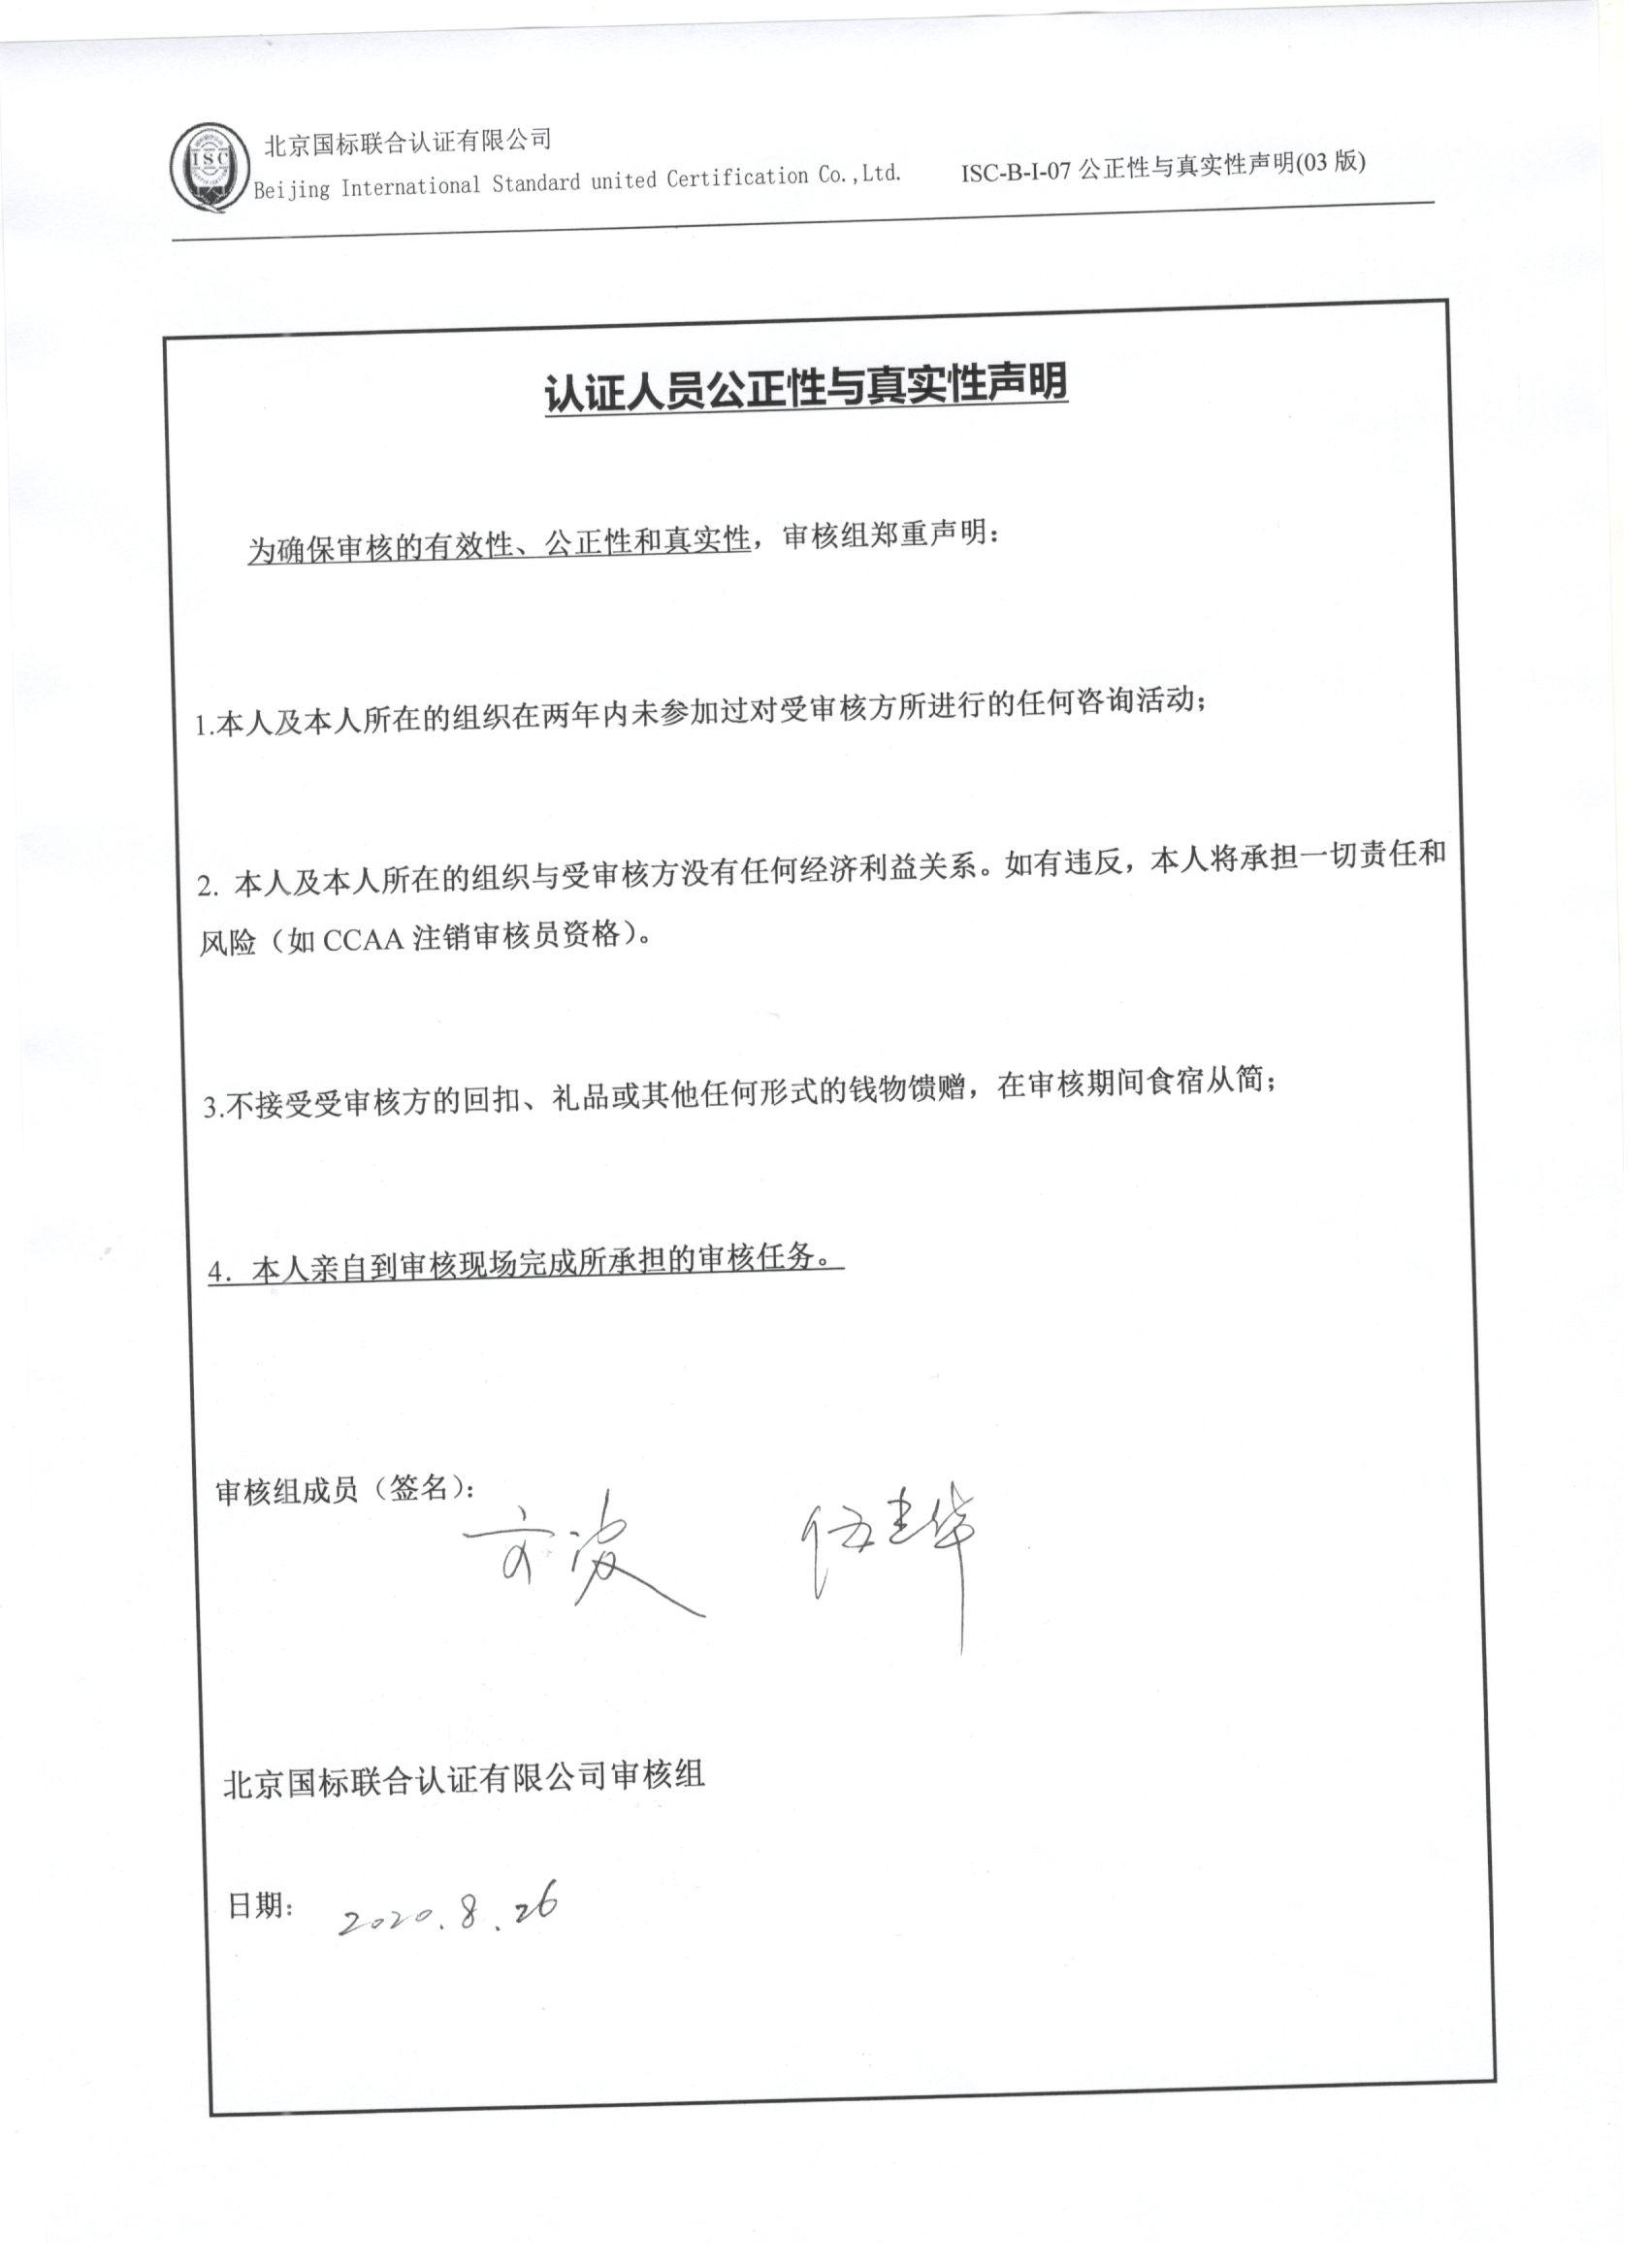 ISC
北京国标联合认证有限公司
Beijing International Standard united Certification Co.,Ltd. ISC-B-I-07 公正性与真实性声明(03 版)
认证人员公正性与真实性声明
为确保审核的有效性、公正性和真实性，审核组郑重声明：
1.本人及本人所在的组织在两年内未参加过对受审核方所进行的任何咨询活动；
2. 本人及本人所在的组织与受审核方没有任何经济利益关系。如有违反，本人将承担一切责任和
风险（如 CCAA 注销审核员资格）。
3.不接受受审核方的回扣、礼品或其他任何形式的钱物馈赠，在审核期间食宿从简；
4. 本人亲自到审核现场完成所承担的审核任务。
审核组成员（签名）：
文波 伍建华
北京国标联合认证有限公司审核组
日期： 2020.8.26